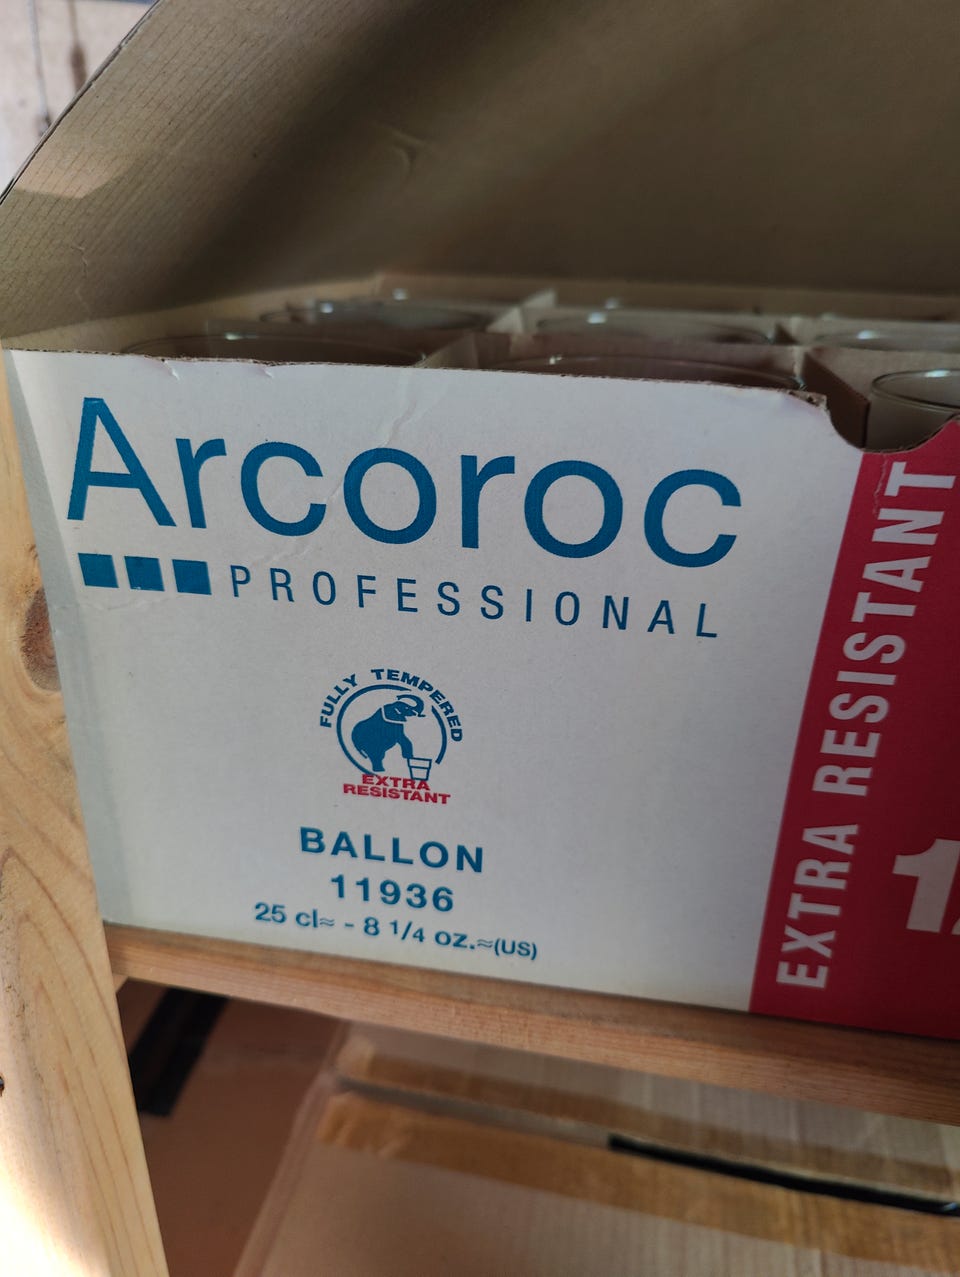 Arcoroc
PROFESSIONAL
FULLY TEMPERED
EXTRA
RESISTANT
BALLON
11936
25 cl≈ - 8 1/4 oz.≈(US)
EXTRA RESISTANT